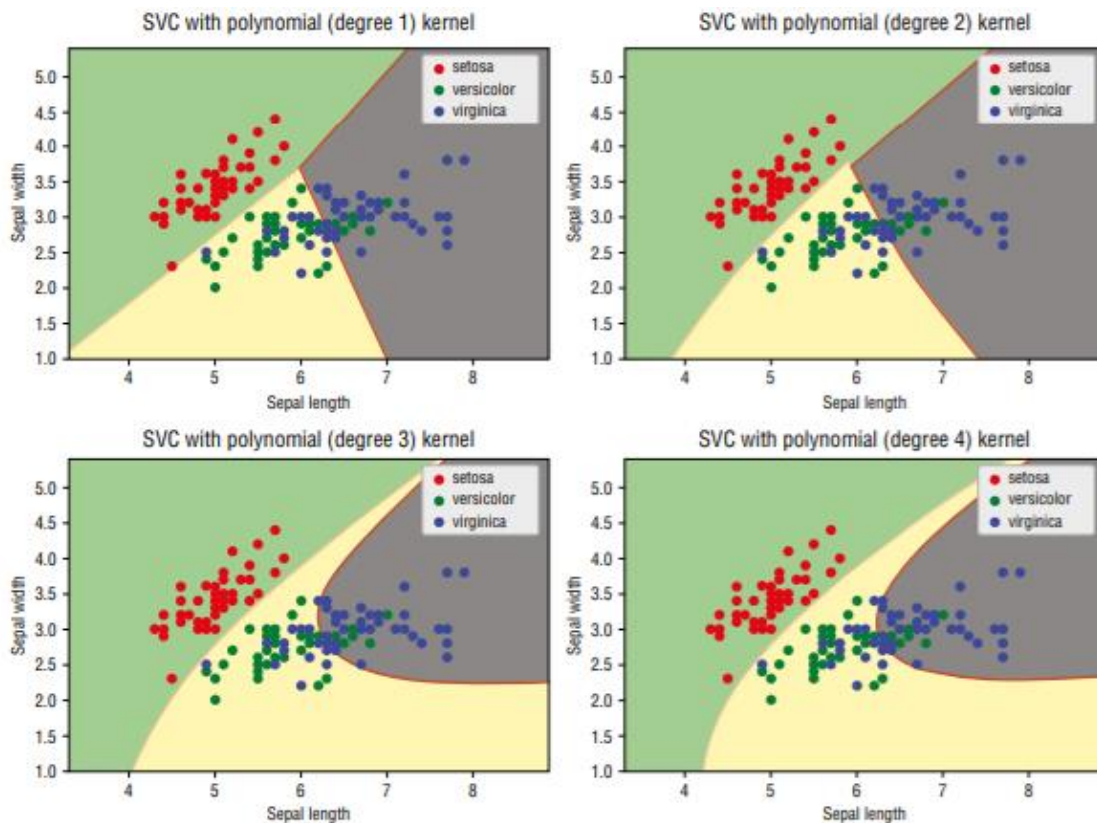 SVC with polynomial (degree 1) kernel
setosa
versicolor
virginica
Sepal width
5.0
4.5
4.0
3.5
3.0
2.5
2.0
1.5
1.0
4 5 6 7 8
Sepal length
SVC with polynomial (degree 2) kernel
setosa
versicolor
virginica
Sepal width
5.0
4.5
4.0
3.5
3.0
2.5
2.0
1.5
1.0
4 5 6 7 8
Sepal length
SVC with polynomial (degree 3) kernel
setosa
versicolor
virginica
Sepal width
5.0
4.5
4.0
3.5
3.0
2.5
2.0
1.5
1.0
4 5 6 7 8
Sepal length
SVC with polynomial (degree 4) kernel
setosa
versicolor
virginica
Sepal width
5.0
4.5
4.0
3.5
3.0
2.5
2.0
1.5
1.0
4 5 6 7 8
Sepal length